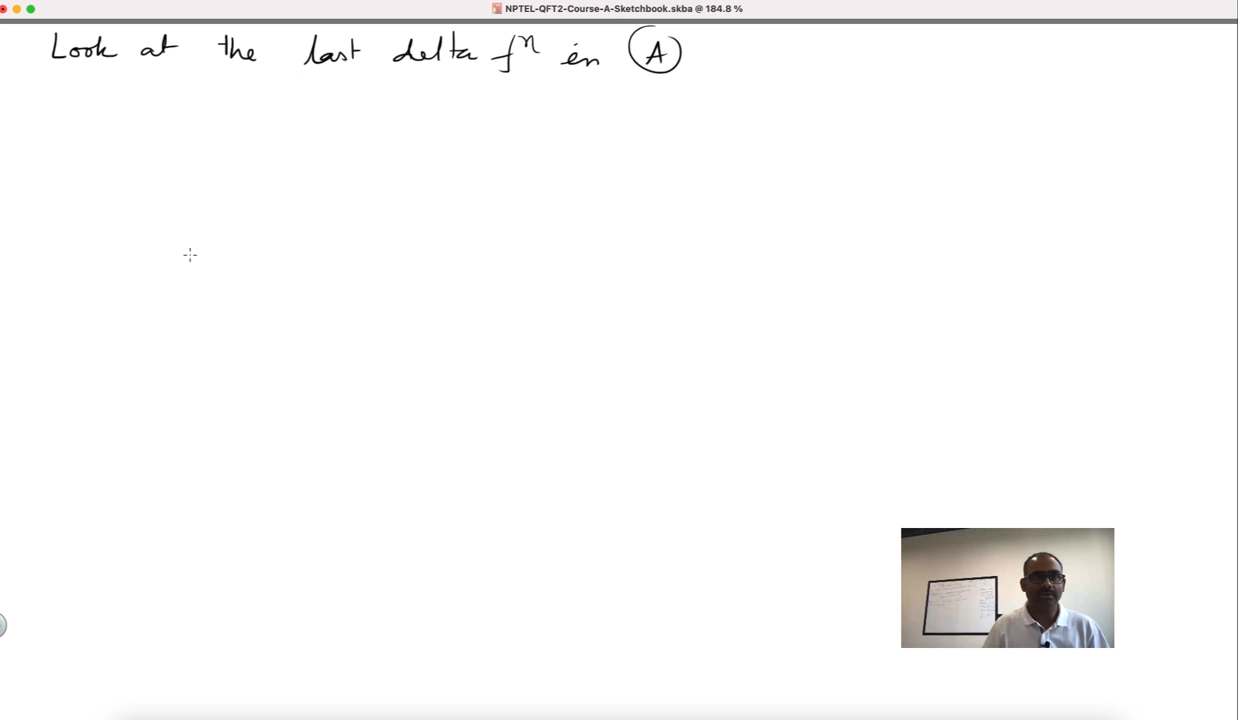 NPTEL-QFT2-Course-A-Sketchbook.skba @ 184.8 %
Look at the last delta fⁿ in A